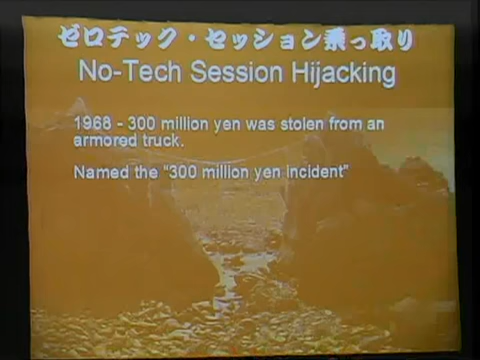 ゼロテック・セッション乗っ取り
No-Tech Session Hijacking
1968 - 300 million yen was stolen from an
armored truck.
Named the "300 million yen incident"